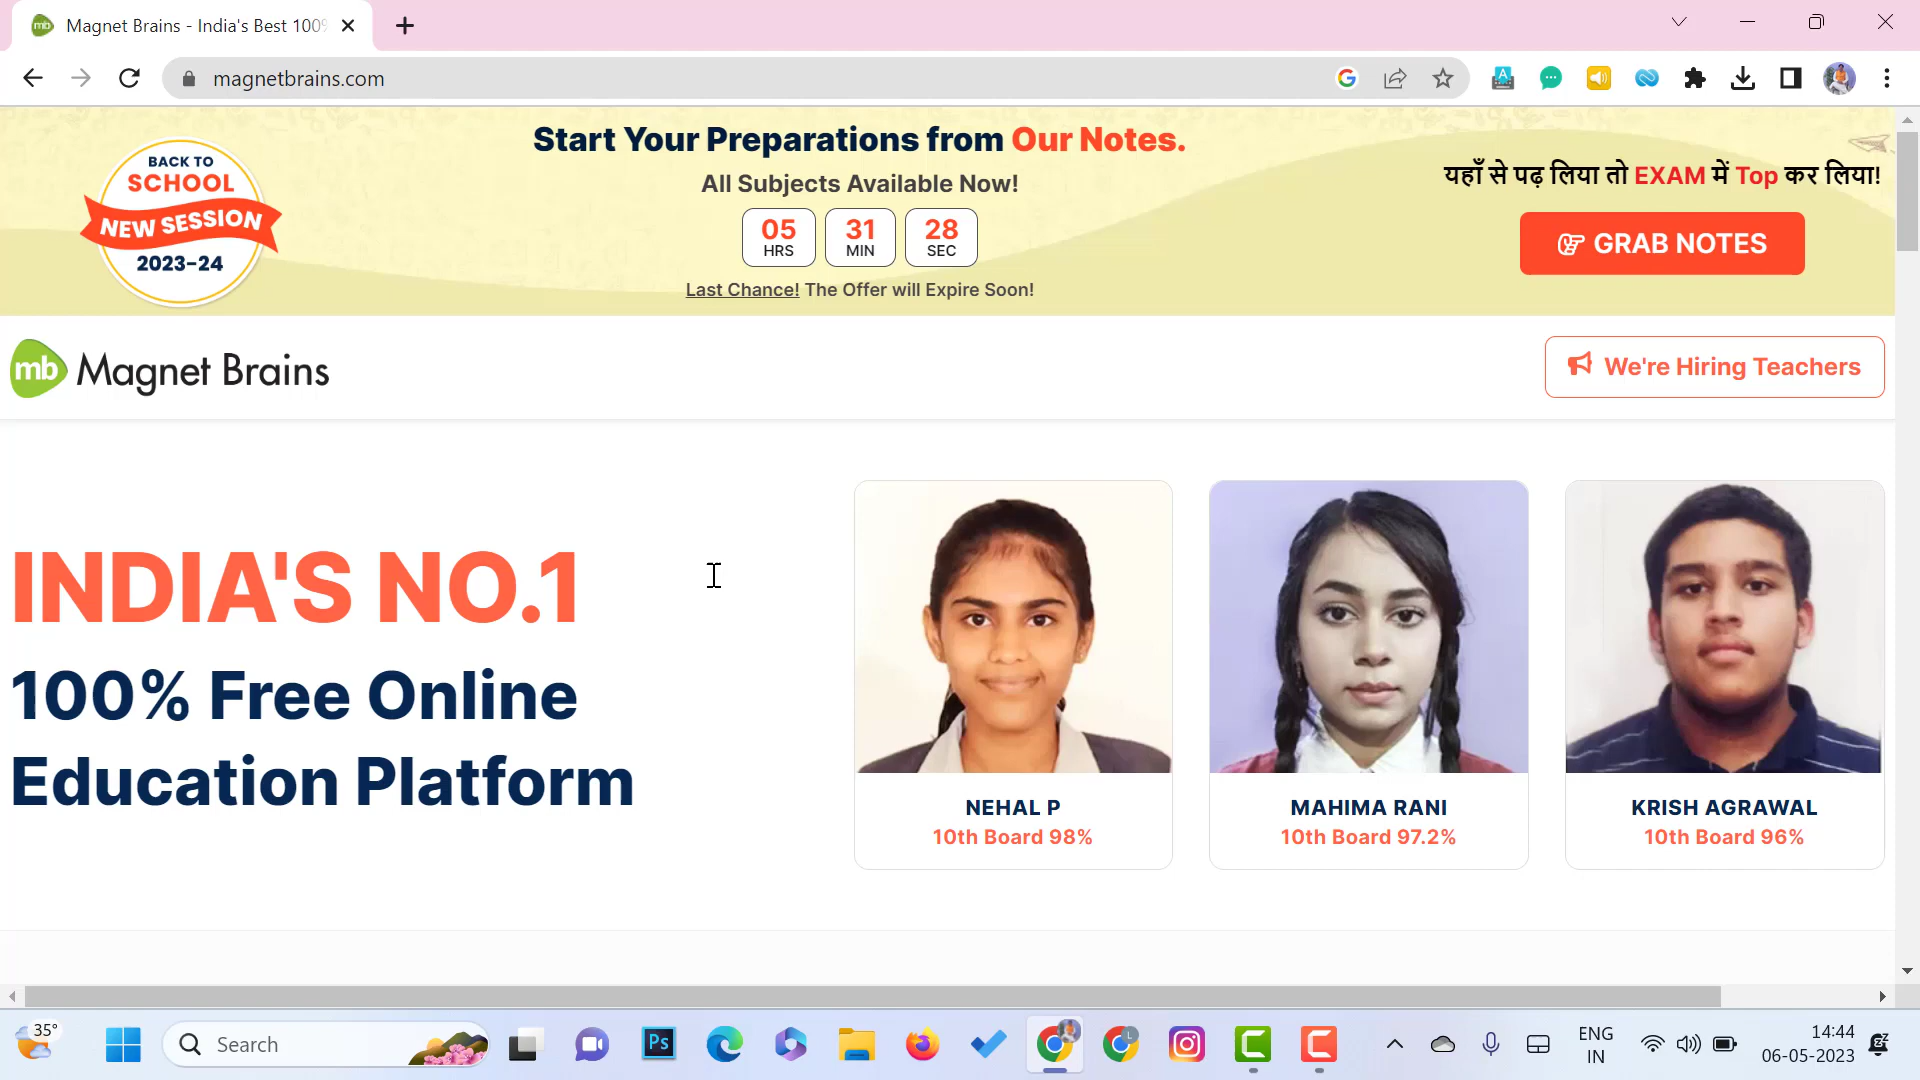 Magnet Brains - India's Best 100%
magnetbrains.com
BACK TO
SCHOOL
NEW SESSION
2023-24
Start Your Preparations from Our Notes.
All Subjects Available Now!
05 31 28
HRS MIN SEC
Last Chance! The Offer will Expire Soon!
यहाँ से पढ़ लिया तो EXAM में Top कर लिया!
GRAB NOTES
mb Magnet Brains
We're Hiring Teachers
INDIA'S NO.1
100% Free Online
Education Platform
NEHAL P
10th Board 98%
MAHIMA RANI
10th Board 97.2%
KRISH AGRAWAL
10th Board 96%
35°
Search
Ps
L
ENG
IN
14:44
06-05-2023